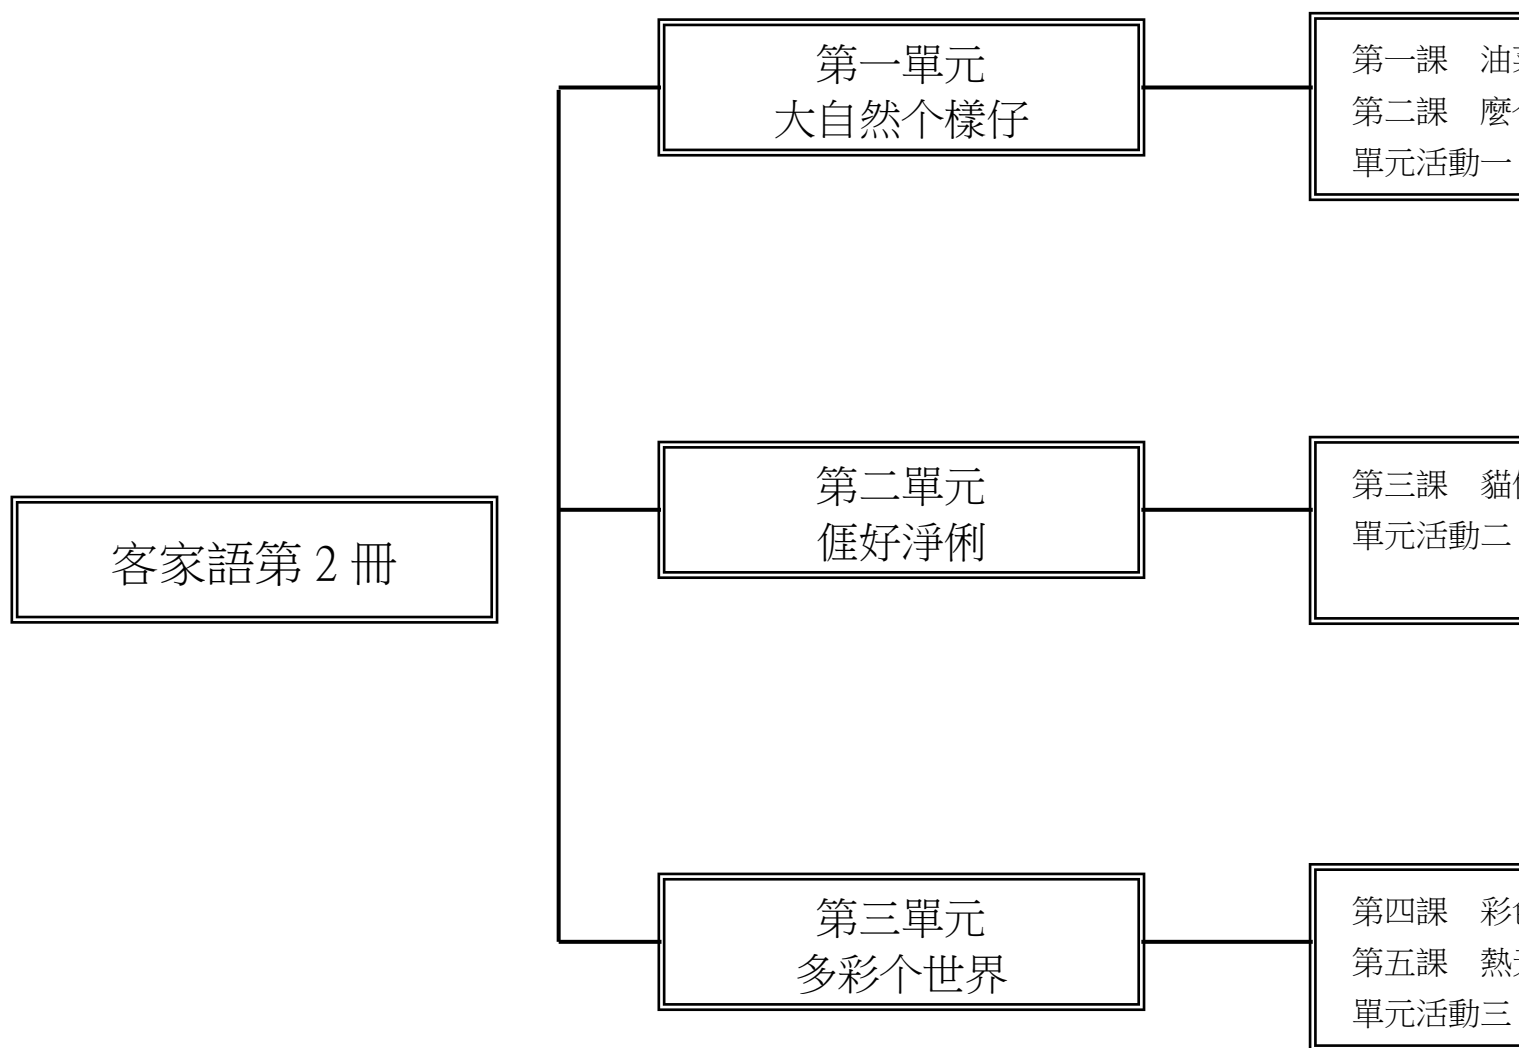 客家語第 2 冊
第一單元
大自然个樣仔
第一課 油
第二課 麼
單元活動一
第二單元
𠊎好淨俐
第三課 貓
單元活動二
第三單元
多彩个世界
第四課 彩
第五課 熱
單元活動三